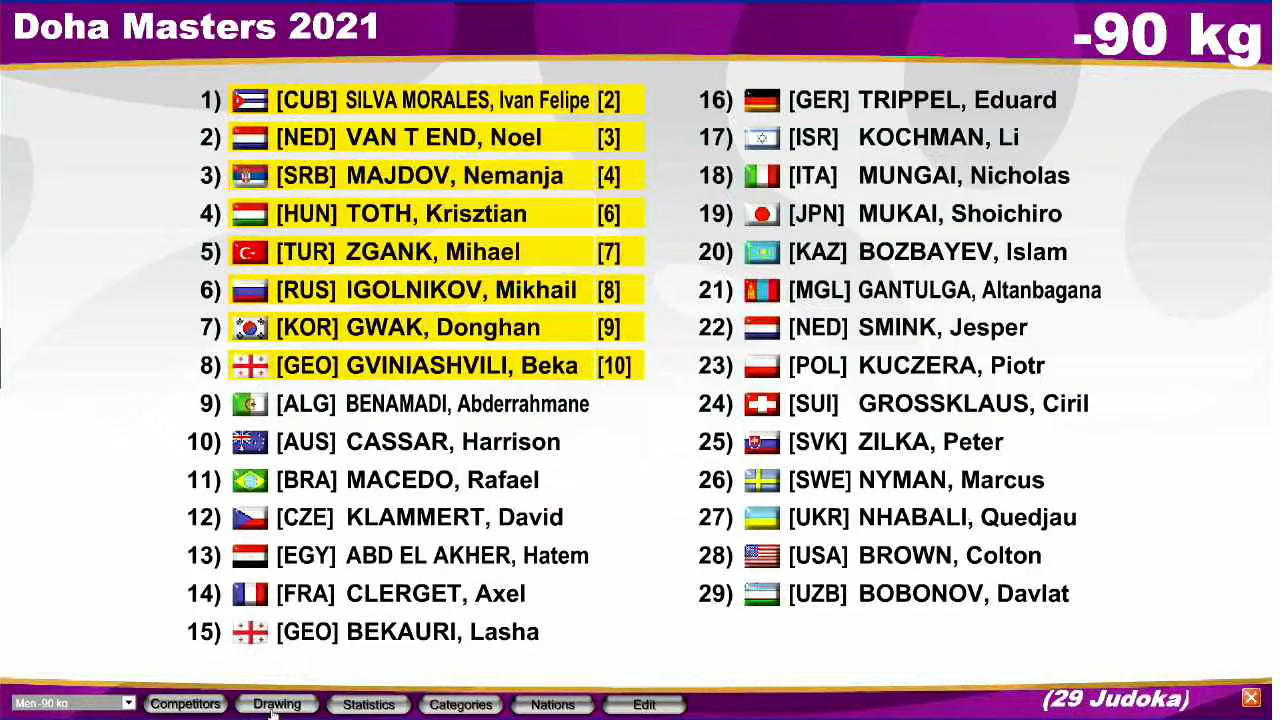 Doha Masters 2021
-90 kg
1) [CUB] SILVA MORALES, Ivan Felipe [2]
2) [NED] VAN T END, Noel [3]
3) [SRB] MAJDOV, Nemanja [4]
4) [HUN] TOTH, Krisztian [6]
5) [TUR] ZGANK, Mihael [7]
6) [RUS] IGOLNIKOV, Mikhail [8]
7) [KOR] GWAK, Donghan [9]
8) [GEO] GVINIASHVILI, Beka [10]
9) [ALG] BENAMADI, Abderrahmane
10) [AUS] CASSAR, Harrison
11) [BRA] MACEDO, Rafael
12) [CZE] KLAMMERT, David
13) [EGY] ABD EL AKHER, Hatem
14) [FRA] CLERGET, Axel
15) [GEO] BEKAURI, Lasha
16) [GER] TRIPPEL, Eduard
17) [ISR] KOCHMAN, Li
18) [ITA] MUNGAI, Nicholas
19) [JPN] MUKAI, Shoichiro
20) [KAZ] BOZBAYEV, Islam
21) [MGL] GANTULGA, Altanbagana
22) [NED] SMINK, Jesper
23) [POL] KUCZERA, Piotr
24) [SUI] GROSSKLAUS, Ciril
25) [SVK] ZILKA, Peter
26) [SWE] NYMAN, Marcus
27) [UKR] NHABALI, Quedjau
28) [USA] BROWN, Colton
29) [UZB] BOBONOV, Davlat
Men -90 kg
Competitors
Drawing
Statistics
Categories
Nations
Edit
(29 Judoka)